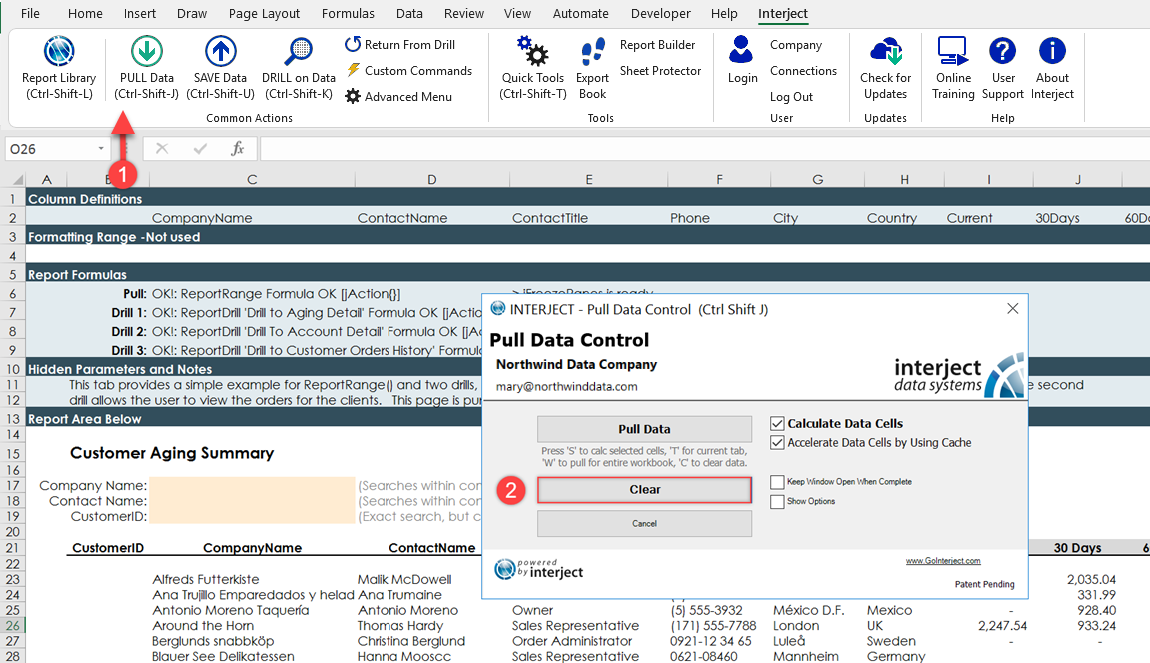 File Home Insert Draw Page Layout Formulas Data Review View Automate Developer Help Interject
Report Library (Ctrl-Shift-L)
PULL Data (Ctrl-Shift-J)
SAVE Data (Ctrl-Shift-U)
DRILL on Data (Ctrl-Shift-K)
Return From Drill
Custom Commands
Advanced Menu
Common Actions
Quick Tools (Ctrl-Shift-T)
Export Book
Report Builder
Sheet Protector
Tools
Login
Company
Connections
Log Out
User
Check for Updates
Updates
Online Training
User Support
About Interject
Help
1
O26
fx
A C D E F G H I J
1 Column Definitions
2 CompanyName ContactName ContactTitle Phone City Country Current 30Days 60D
3 Formatting Range -Not used
4
5 Report Formulas
6 Pull: OK!: ReportRange Formula OK [jAction{}]
7 Drill 1: OK!: ReportDrill 'Drill to Aging Detail' Formula OK [jActio
8 Drill 2: OK!: ReportDrill 'Drill To Account Detail' Formula OK [jA
9 Drill 3: OK!: ReportDrill 'Drill to Customer Orders History' Formula
10 Hidden Parameters and Notes
11 This tab provides a simple example for ReportRange() and two drills, e second
12 drill allows the user to view the orders for the clients. This page is pu
13 Report Area Below
14
15 Customer Aging Summary
16
17 Company Name: (Searches within con
18 Contact Name: (Searches within con
19 CustomerID: (Exact search, but c
20
21 CustomerID CompanyName ContactName 30 Days 6
22
23 Alfreds Futterkiste Malik McDowell 2,035.04
24 Ana Trujillo Emparedados y helad Ana Trumaine 331.99
25 Antonio Moreno Taquería Antonio Moreno Owner (5) 555-3932 México D.F. Mexico - 928.40
26 Around the Horn Thomas Hardy Sales Representative (171) 555-7788 London UK 2,247.54 933.24
27 Berglunds snabbköp Christina Berglund Order Administrator 0921-12 34 65 Luleå Sweden - -
28 Blauer See Delikatessen Hanna Mooscc Sales Representative 0621-08460 Mannheim Germany
INTERJECT - Pull Data Control (Ctrl Shift J)
Pull Data Control
Northwind Data Company
mary@northwinddata.com
interject
data systems
Pull Data
Press 'S' to calc selected cells, 'T' for current tab,
'W' to pull for entire workbook, 'C' to clear data.
2
Clear
Cancel
Calculate Data Cells
Accelerate Data Cells by Using Cache
Keep Window Open When Complete
Show Options
powered
by interject
www.GoInterject.com
Patent Pending